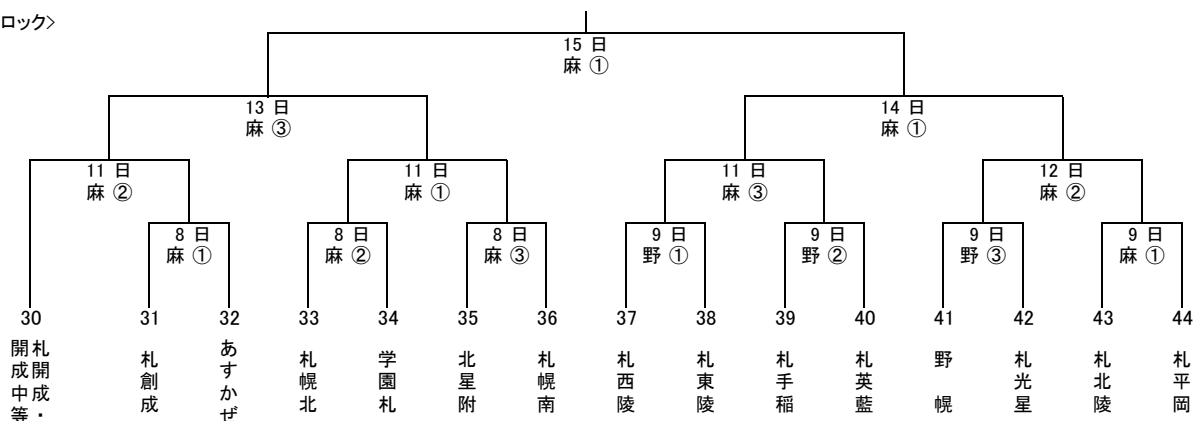 ロック>
15 日
麻 ①
13 日
麻 ③
14 日
麻 ①
11 日
麻 ②
11 日
麻 ①
11 日
麻 ③
12 日
麻 ②
8 日
麻 ①
8 日
麻 ②
8 日
麻 ③
9 日
野 ①
9 日
野 ②
9 日
野 ③
9 日
麻 ①
30 31 32 33 34 35 36 37 38 39 40 41 42 43 44
札開成・
開成中等
札創成
あすかぜ
札幌北
学園札
北星附
札幌南
札西陵
札東陵
札手稲
札英藍
野 幌
札光星
札北陵
札平岡